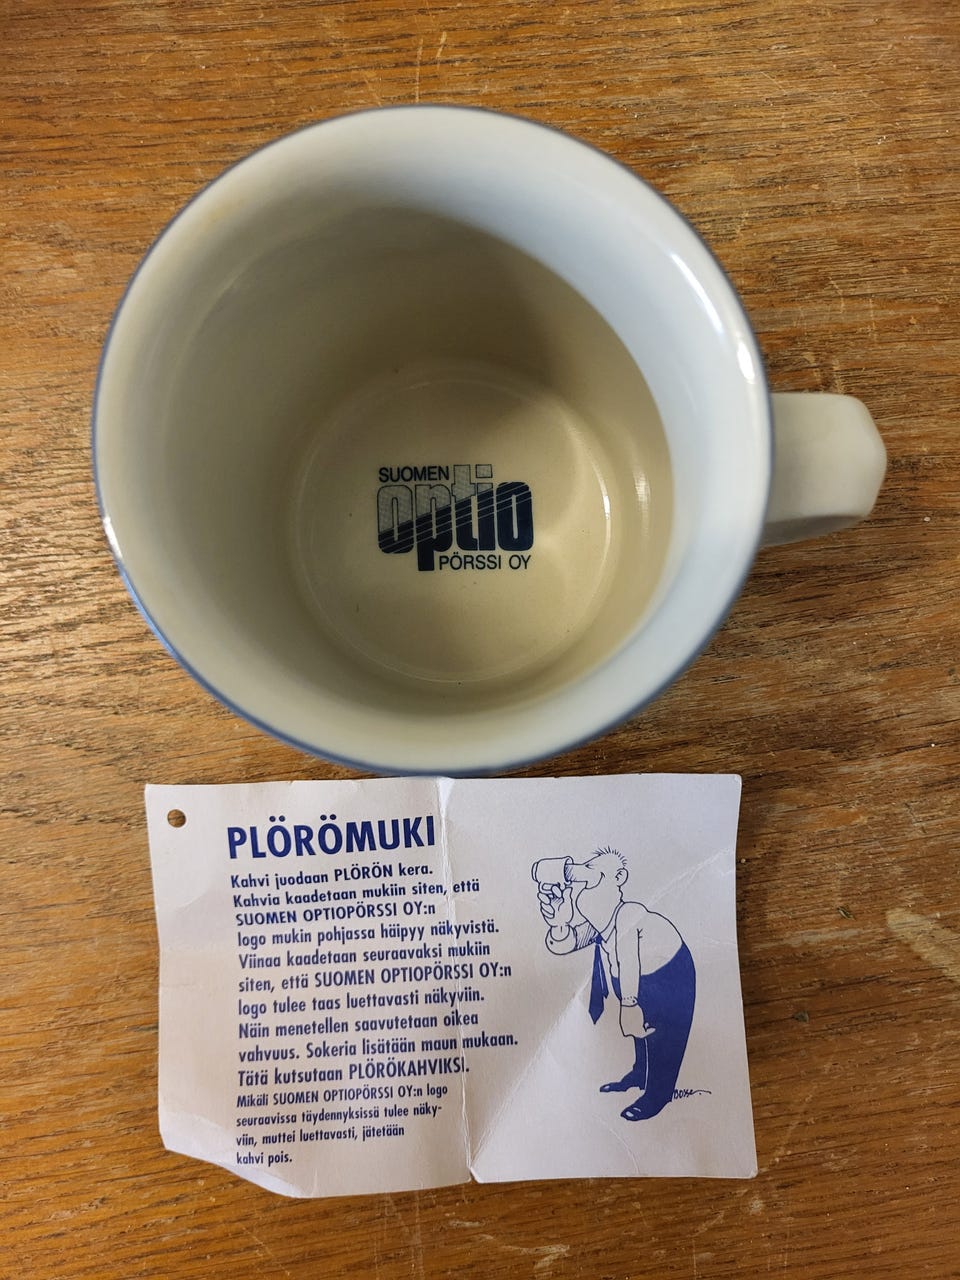 SUOMEN
optio
PÖRSSI OY
PLÖRÖMUKI
Kahvi juodaan PLÖRÖN kera.
Kahvia kaadetaan mukiin siten, että
SUOMEN OPTIOPÖRSSI OY:n
logo mukin pohjassa häipyy näkyvistä.
Viinaa kaadetaan seuraavaksi mukiin
siten, että SUOMEN OPTIOPÖRSSI OY:n
logo tulee taas luettavasti näkyviin.
Näin menetellen saavutetaan oikea
vahvuus. Sokeria lisätään maun mukaan.
Tätä kutsutaan PLÖRÖKAHVIKSI.
Mikäli SUOMEN OPTIOPÖRSSI OY:n logo
seuraavissa täydennyksissä tulee näky-
viin, muttei luettavasti, jätetään
kahvi pois.